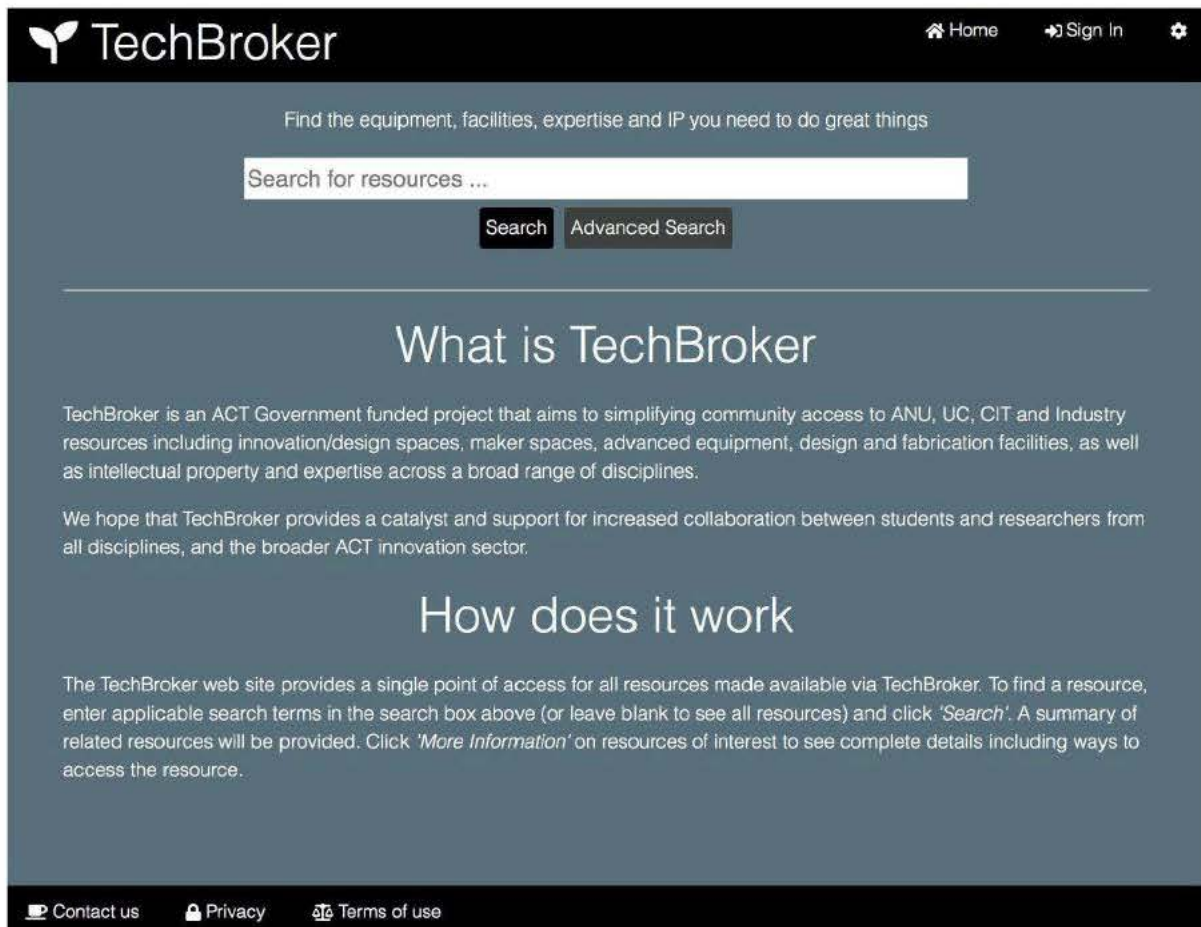 TechBroker
Home
Sign In
Find the equipment, facilities, expertise and IP you need to do great things
Search for resources ...
Search
Advanced Search
What is TechBroker
TechBroker is an ACT Government funded project that aims to simplifying community access to ANU, UC, CIT and Industry
resources including innovation/design spaces, maker spaces, advanced equipment, design and fabrication facilities, as well
as intellectual property and expertise across a broad range of disciplines.
We hope that TechBroker provides a catalyst and support for increased collaboration between students and researchers from
all disciplines, and the broader ACT innovation sector.
How does it work
The TechBroker web site provides a single point of access for all resources made available via TechBroker. To find a resource,
enter applicable search terms in the search box above (or leave blank to see all resources) and click 'Search'. A summary of
related resources will be provided. Click 'More Information' on resources of interest to see complete details including ways to
access the resource.
Contact us
Privacy
Terms of use